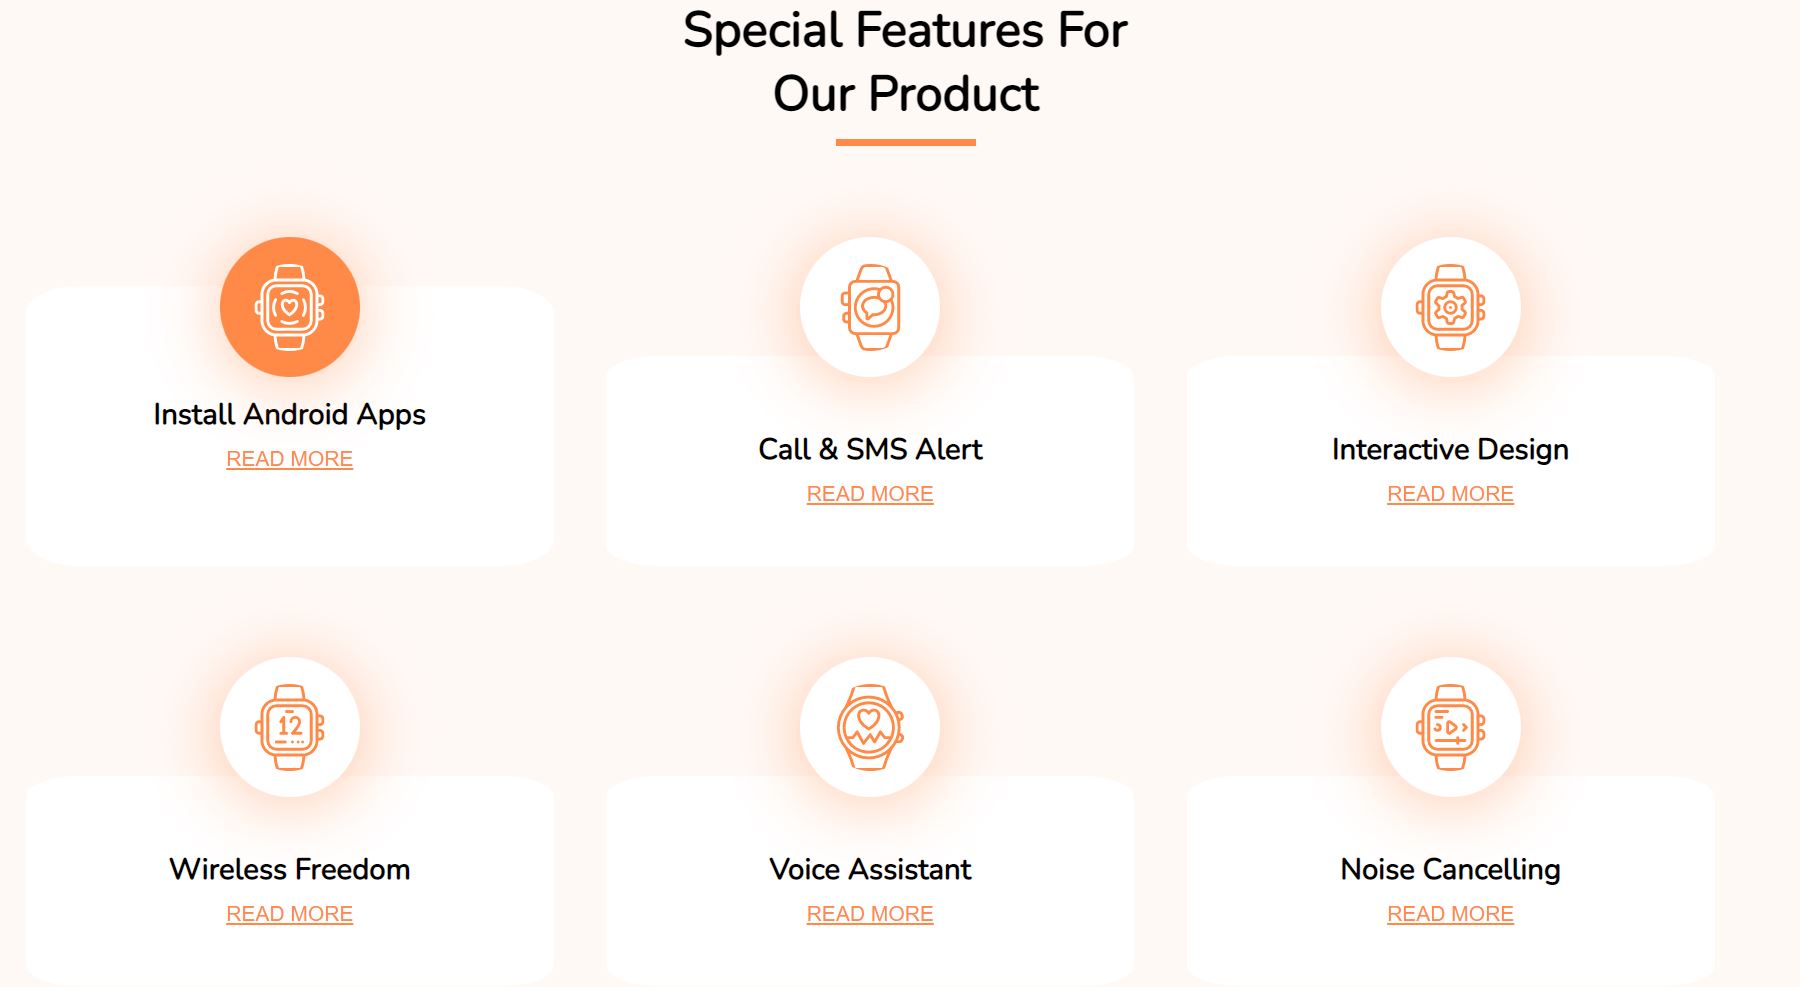 Special Features For
Our Product
Install Android Apps
READ MORE
Call & SMS Alert
READ MORE
Interactive Design
READ MORE
12
Wireless Freedom
READ MORE
Voice Assistant
READ MORE
Noise Cancelling
READ MORE